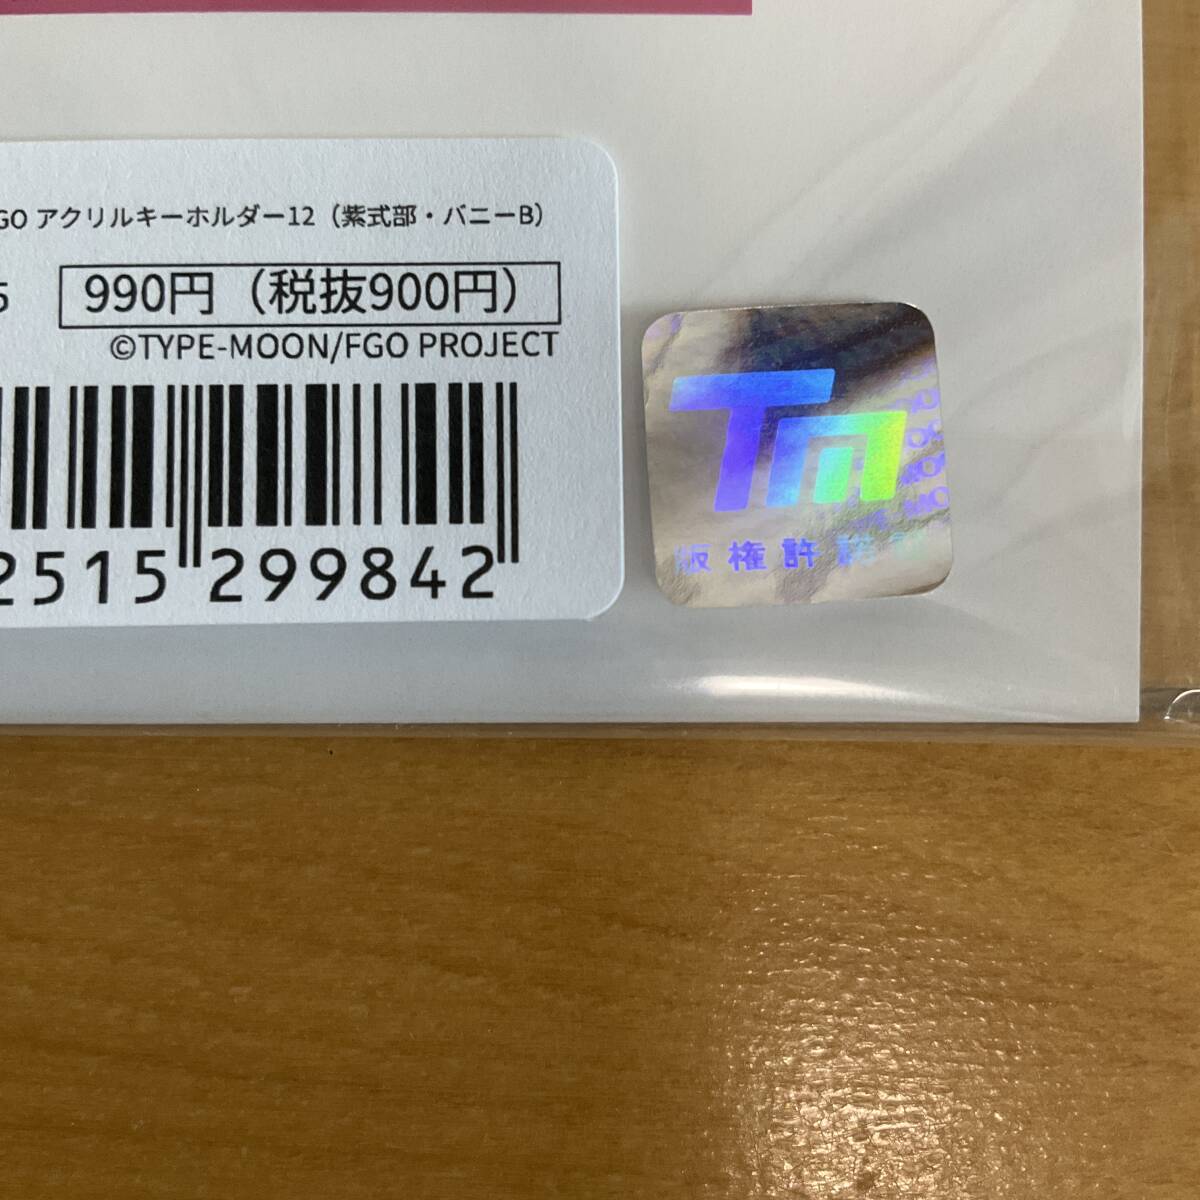 GO アクリルキーホルダー12（紫式部・バニーB）
990円（税抜900円）
©TYPE-MOON/FGO PROJECT
2515 299842
TM
版権許諾